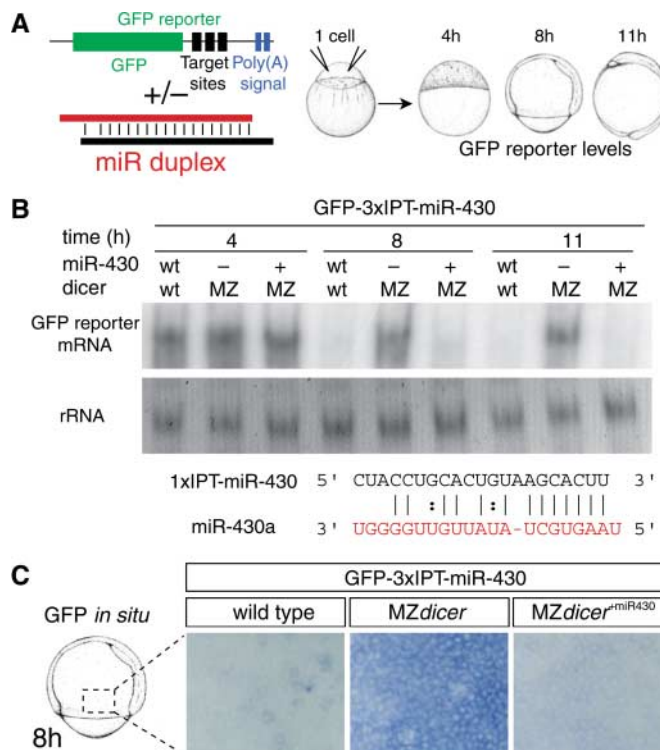 A
GFP reporter
GFP
Target
sites
Poly(A)
signal
+/–
miR duplex
1 cell
4h
8h
11h
GFP reporter levels
B
GFP-3xIPT-miR-430
time (h) 4 8 11
miR-430 wt – + wt – + wt – +
dicer wt MZ MZ wt MZ MZ wt MZ MZ
GFP reporter
mRNA
rRNA
1xIPT-miR-430 5' CUACCUGCACUGUAAGCACUU 3'
miR-430a 3' UGGGGUUGUUAUA-UCGUGAAU 5'
C
GFP-3xIPT-miR-430
GFP in situ
wild type MZdicer MZdicer+miR430
8h